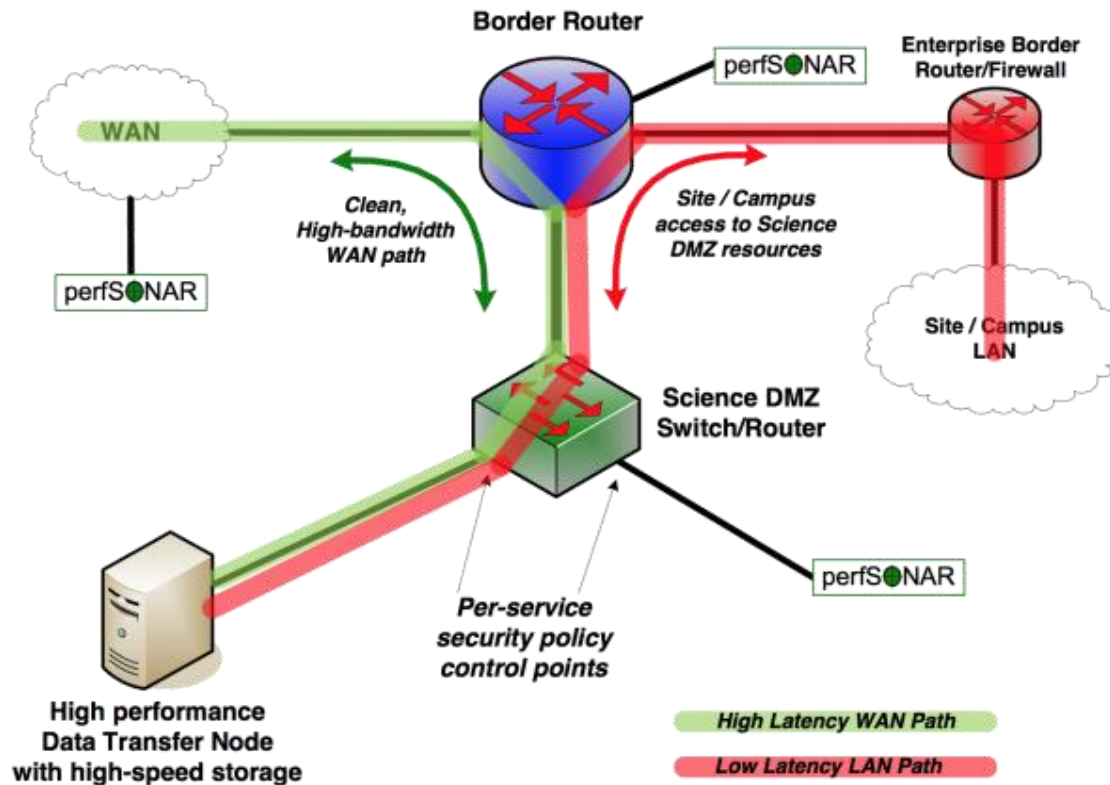 Border Router
perfSONAR
Enterprise Border
Router/Firewall
WAN
Clean,
High-bandwidth
WAN path
Site / Campus
access to Science
DMZ resources
perfSONAR
Site / Campus
LAN
Science DMZ
Switch/Router
perfSONAR
Per-service
security policy
control points
High performance
Data Transfer Node
with high-speed storage
High Latency WAN Path
Low Latency LAN Path